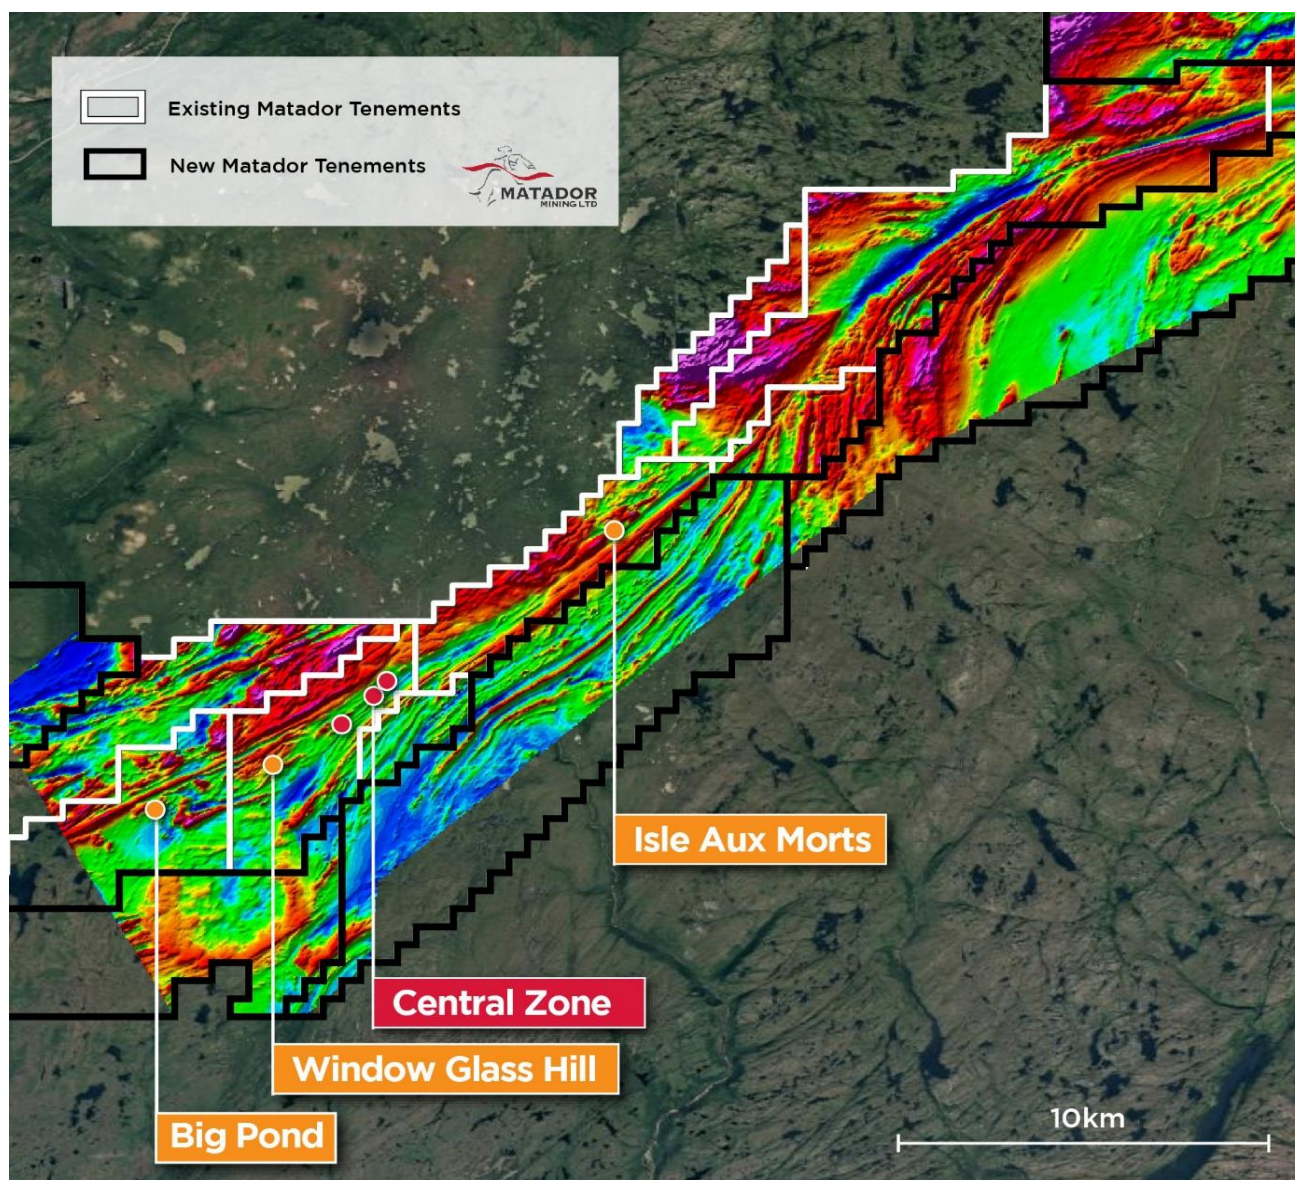 Existing Matador Tenements
New Matador Tenements
MATADOR
MINING LTD
Isle Aux Morts
Central Zone
Window Glass Hill
Big Pond
10km